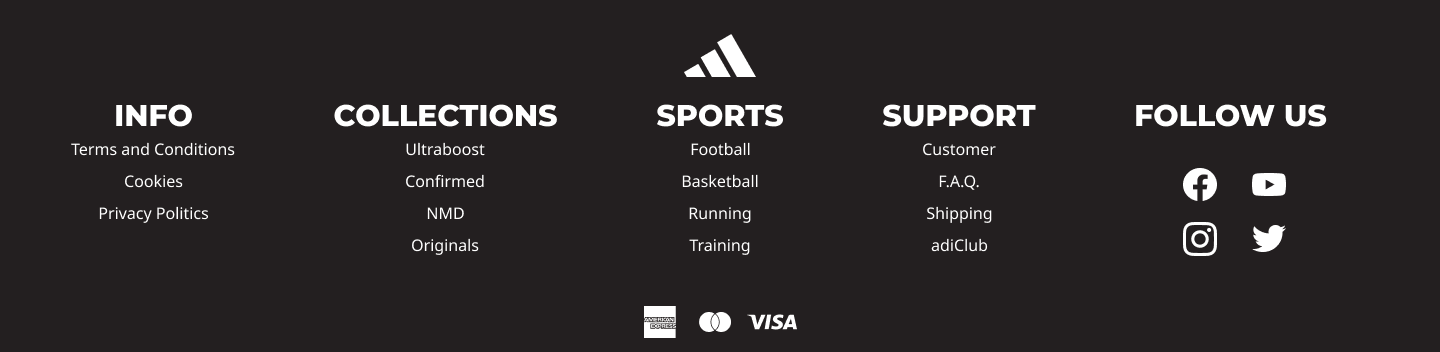 INFO
Terms and Conditions
Cookies
Privacy Politics
COLLECTIONS
Ultraboost
Confirmed
NMD
Originals
SPORTS
Football
Basketball
Running
Training
SUPPORT
Customer
F.A.Q.
Shipping
adiClub
FOLLOW US
AMERICAN
EXPRESS
VISA